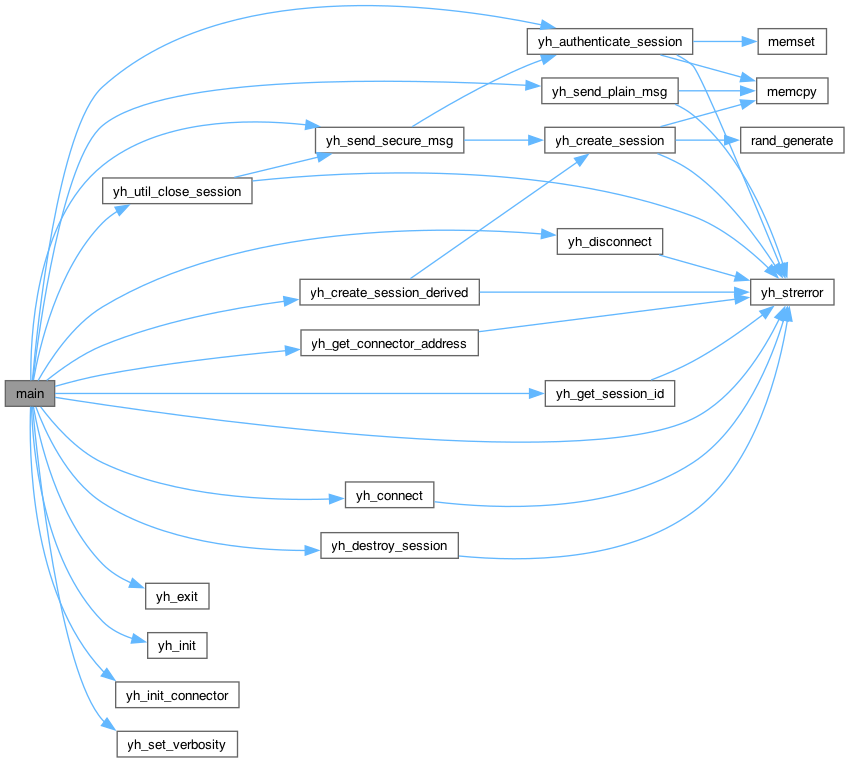 yh_authenticate_session
memset
yh_send_plain_msg
memcpy
yh_send_secure_msg
yh_create_session
rand_generate
yh_util_close_session
yh_disconnect
yh_create_session_derived
yh_strerror
yh_get_connector_address
main
yh_get_session_id
yh_connect
yh_destroy_session
yh_exit
yh_init
yh_init_connector
yh_set_verbosity